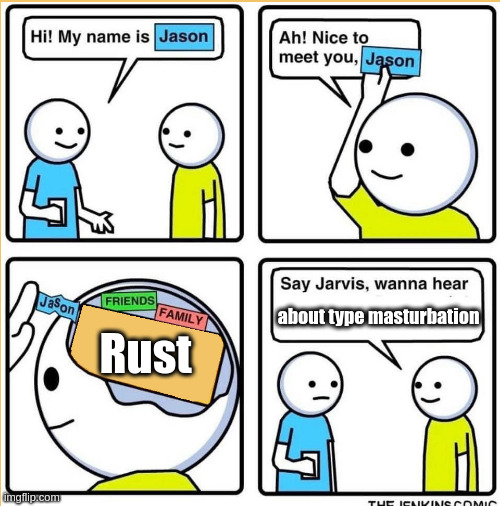 Hi! My name is Jason
Ah! Nice to
meet you, Jason
Jason
FRIENDS
FAMILY
Rust
Say Jarvis, wanna hear
about type masturbation
imgflip.com
THE JENKINS COMIC